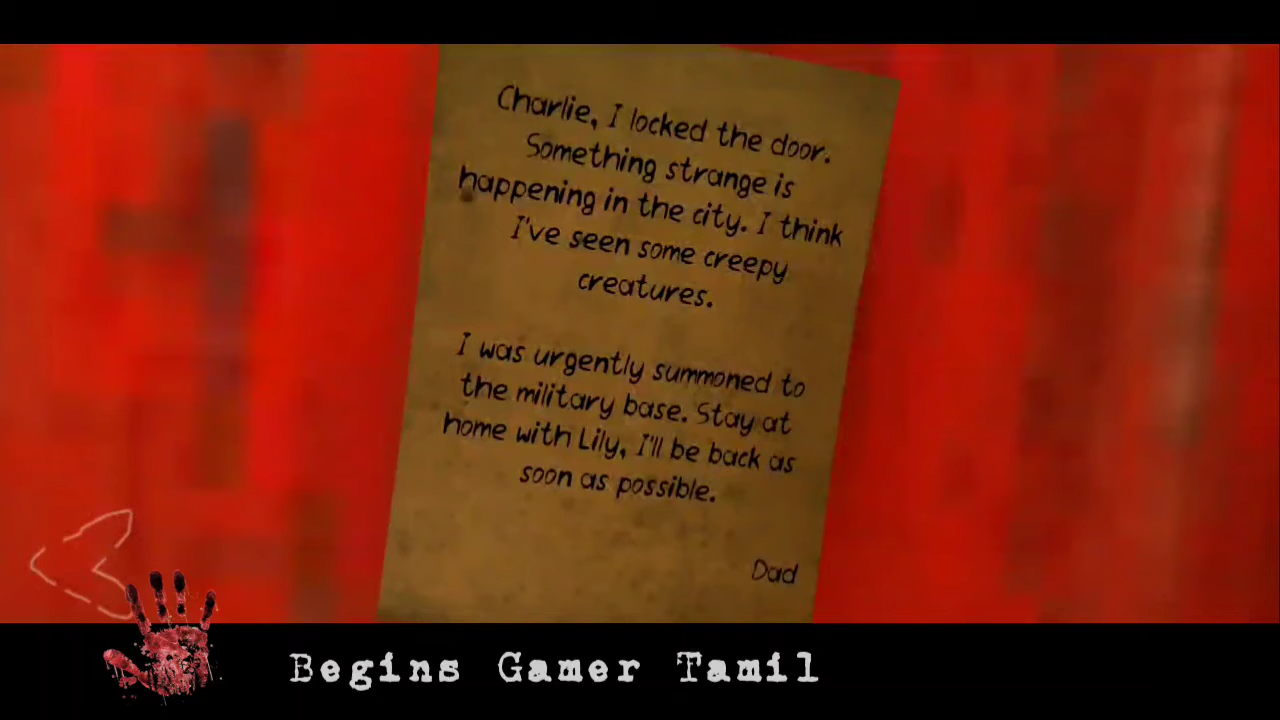 Charlie, I locked the door.
Something strange is
happening in the city. I think
I've seen some creepy
creatures.
I was urgently summoned to
the military base. Stay at
home with Lily, I'll be back as
soon as possible.
Dad
Begins Gamer Tamil